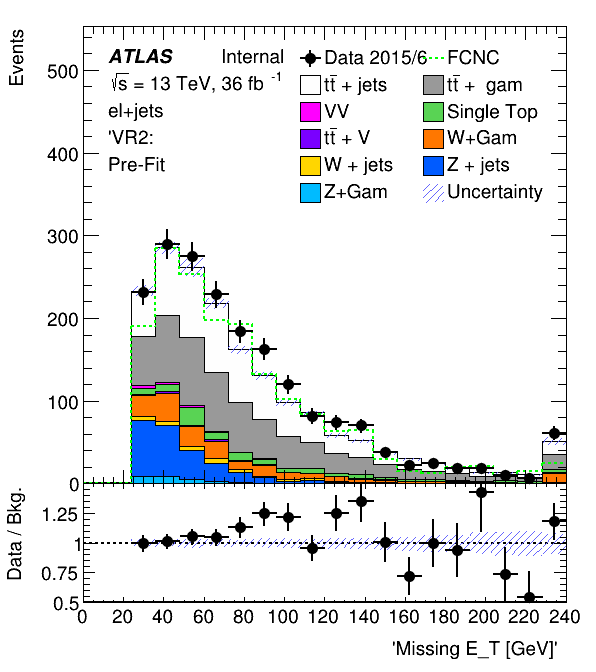 Events
ATLAS Internal
√s = 13 TeV, 36 fb -1
el+jets
'VR2:
Pre-Fit
Data 2015/6 FCNC
tt̄ + jets tt̄ + gam
VV Single Top
tt̄ + V W+Gam
W + jets Z + jets
Z+Gam Uncertainty
500
400
300
200
100
0
Data / Bkg.
1.25
1
0.75
0.5
0 20 40 60 80 100 120 140 160 180 200 220 240
'Missing E_T [GeV]'